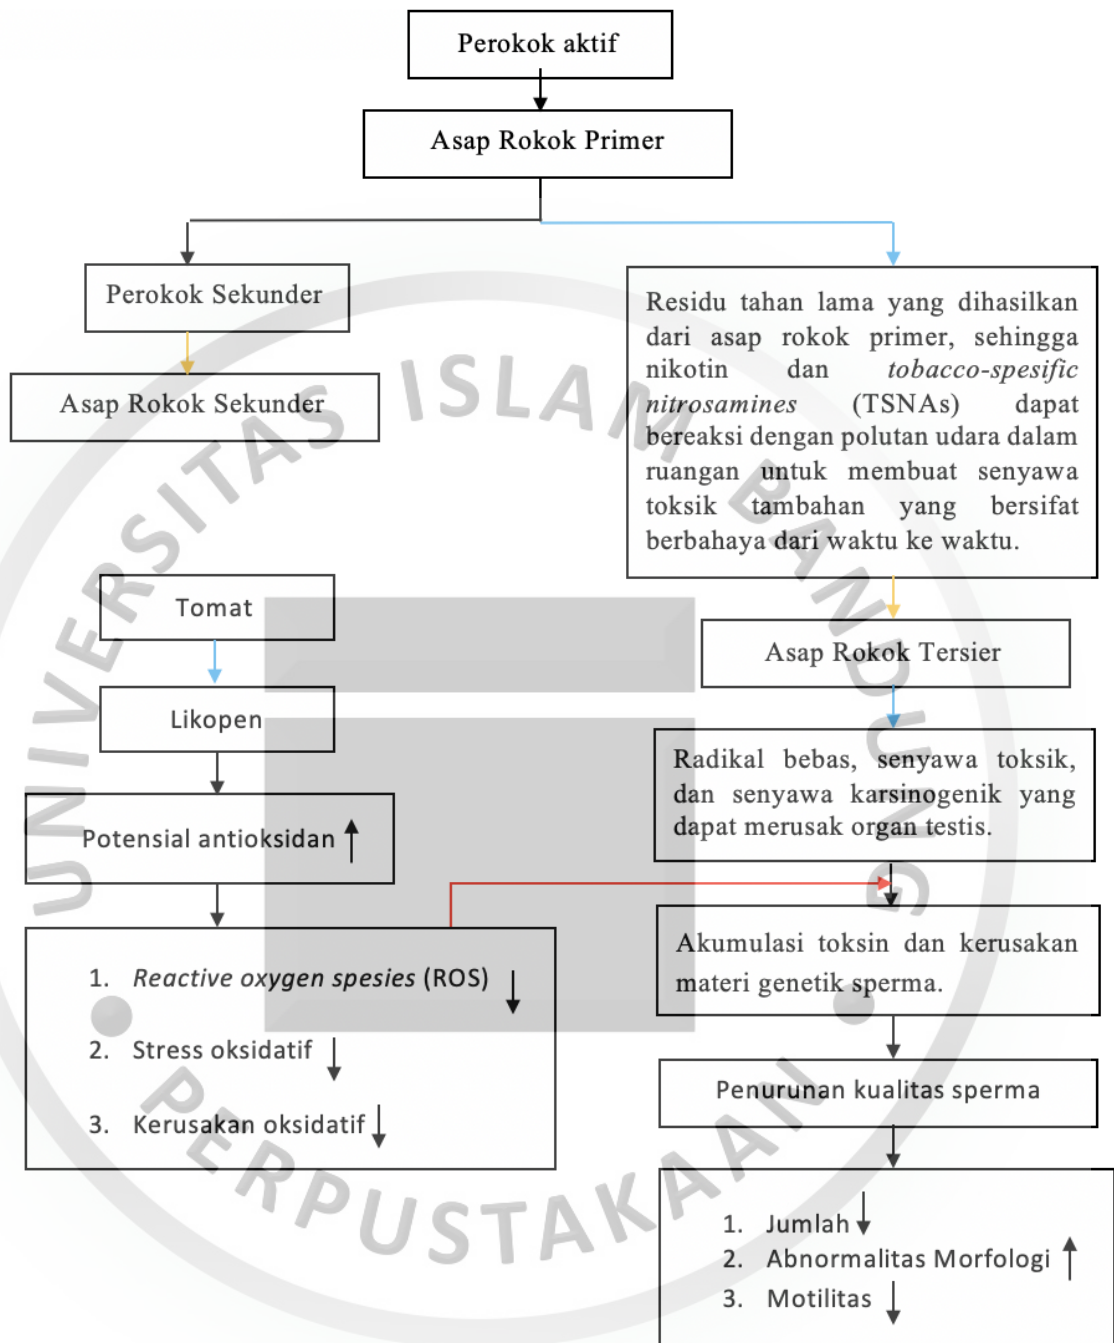 Perokok aktif
Asap Rokok Primer
Perokok Sekunder
Asap Rokok Sekunder
Residu tahan lama yang dihasilkan
dari asap rokok primer, sehingga
nikotin dan tobacco-spesific
nitrosamines (TSNAs) dapat
bereaksi dengan polutan udara dalam
ruangan untuk membuat senyawa
toksik tambahan yang bersifat
berbahaya dari waktu ke waktu.
Tomat
Likopen
Potensial antioksidan ↑
1. Reactive oxygen spesies (ROS) ↓
2. Stress oksidatif ↓
3. Kerusakan oksidatif ↓
Asap Rokok Tersier
Radikal bebas, senyawa toksik,
dan senyawa karsinogenik yang
dapat merusak organ testis.
Akumulasi toksin dan kerusakan
materi genetik sperma.
Penurunan kualitas sperma
1. Jumlah ↓
2. Abnormalitas Morfologi ↑
3. Motilitas ↓
UNIVERSITAS ISLAM BANDUNG
PERPUSTAKAAN